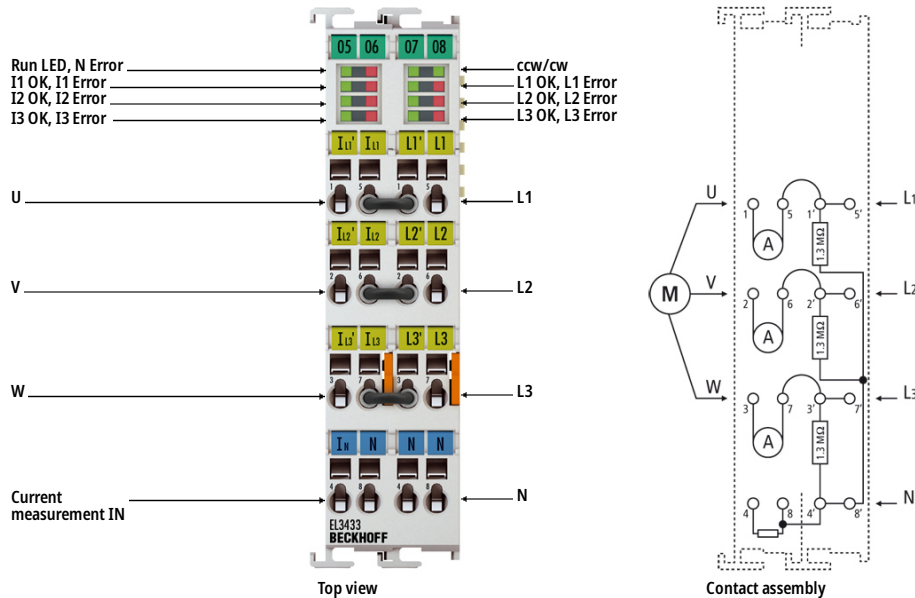 05 06 07 08
Run LED, N Error
I1 OK, I1 Error
I2 OK, I2 Error
I3 OK, I3 Error
ccw/cw
L1 OK, L1 Error
L2 OK, L2 Error
L3 OK, L3 Error
IL1' IL1 L1' L1
1 5 1 5
U
L1
IL2' IL2 L2' L2
2 6 2 6
V
L2
IL3' IL3 L3' L3
3 7 3 7
W
L3
IN N N N
4 8 4 8
Current
measurement IN
N
EL3433
BECKHOFF
Top view
M
U
V
W
1 5 1' 5'
A
1.3 MΩ
L1
2 6 2' 6'
A
1.3 MΩ
L2
3 7 3' 7'
A
1.3 MΩ
L3
4 8 4' 8'
N
Contact assembly